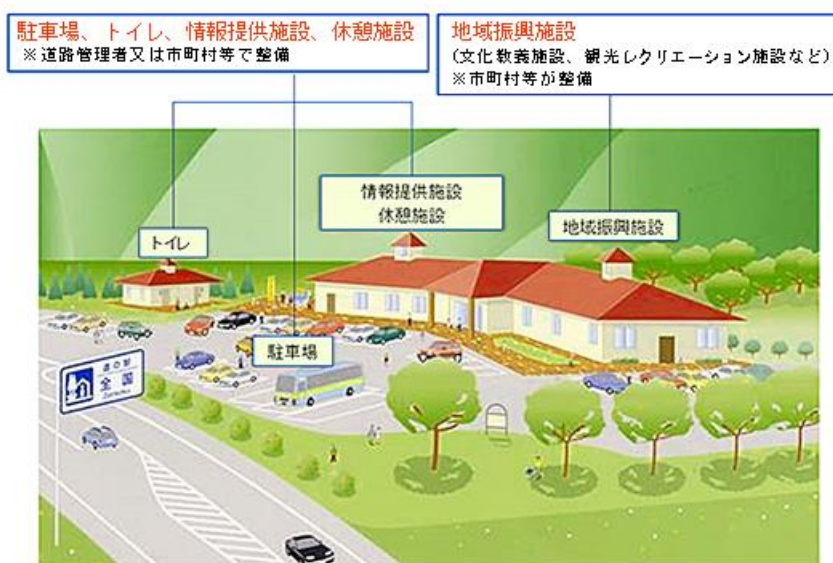 駐車場、トイレ、情報提供施設、休憩施設
※道路管理者又は市町村等で整備
地域振興施設
(文化教養施設、観光レクリエーション施設など)
※市町村等が整備
情報提供施設
休憩施設
トイレ
地域振興施設
駐車場
道の駅
全国